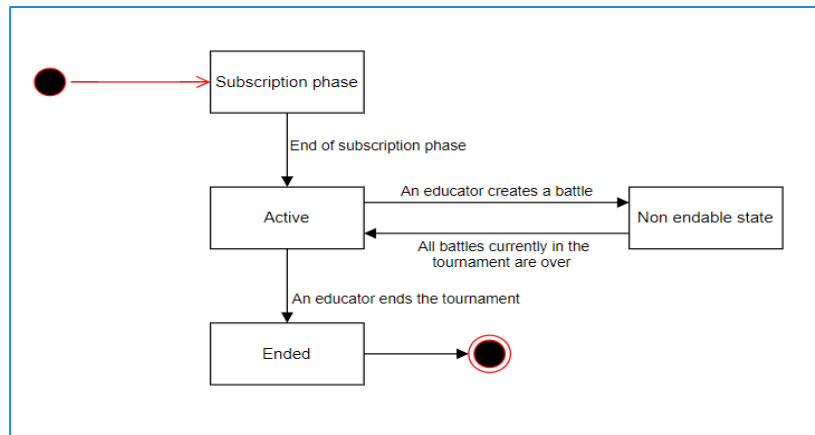 Subscription phase
End of subscription phase
An educator creates a battle
Active
Non endable state
All battles currently in the
tournament are over
An educator ends the tournament
Ended